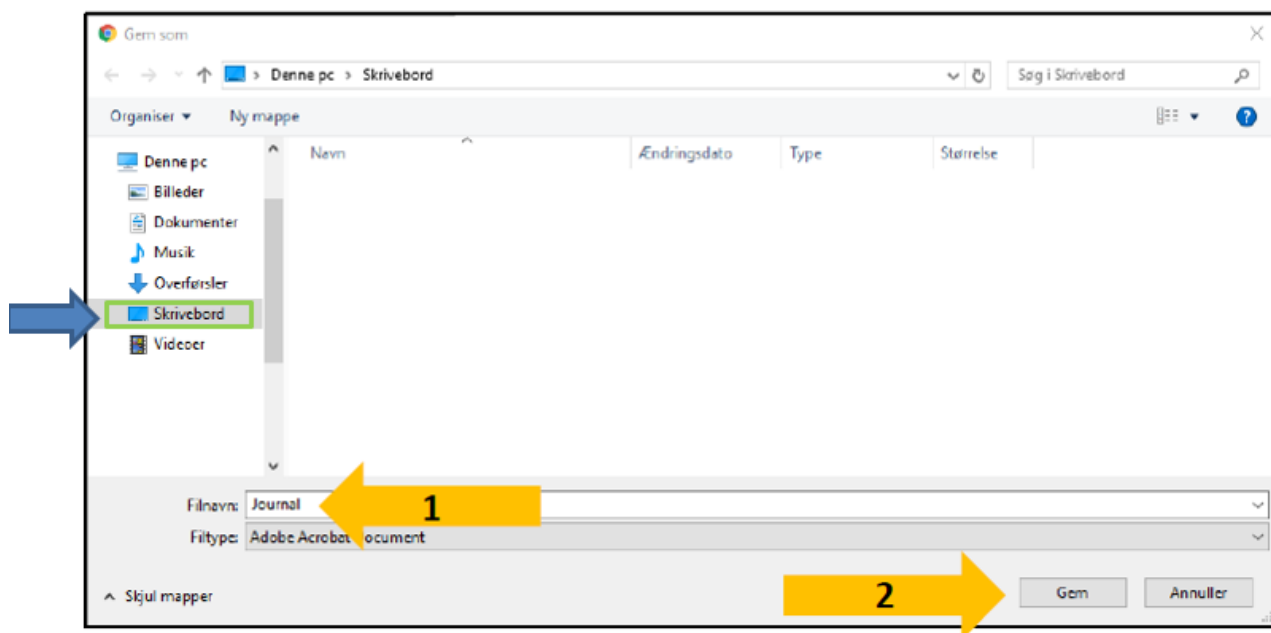 Gem som
Denne pc > Skrivebord
Søg i Skrivebord
Organiser
Ny mappe
Navn
Ændringsdato
Type
Størrelse
Denne pc
Billeder
Dokumenter
Musik
Overførsler
Skrivebord
Videoer
Filnavn: Journal
1
Filtype: Adobe Acrobat Document
Skjul mapper
2
Gem
Annuller